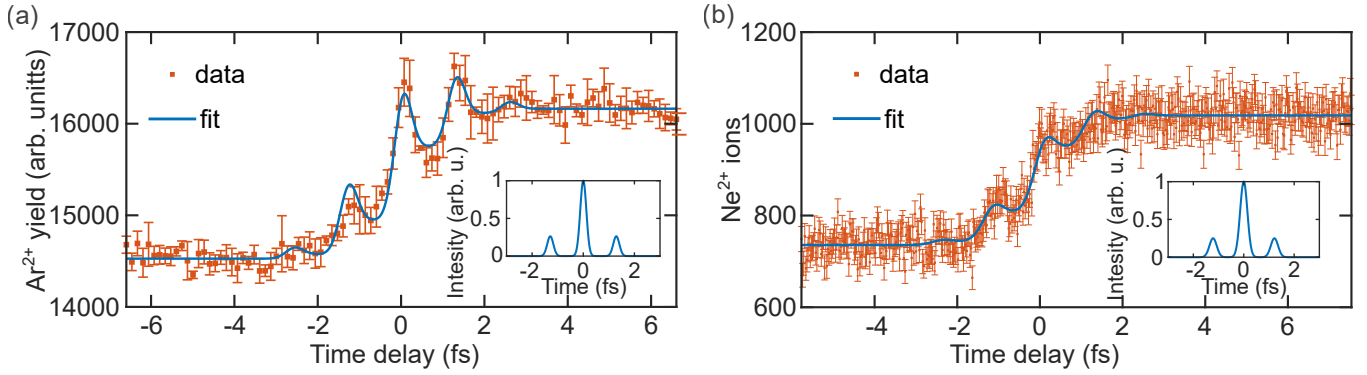 (a)
17000
16000
15000
14000
Ar2+ yield (arb. unitts)
data
fit
-6 -4 -2 0 2 4 6
Time delay (fs)
1
0.5
0
Intesity (arb. u.)
-2 0 2
Time (fs)
(b)
1200
1000
800
600
Ne2+ ions
data
fit
-4 -2 0 2 4 6
Time delay (fs)
1
0.5
0
Intesity (arb. u.)
-2 0 2
Time (fs)